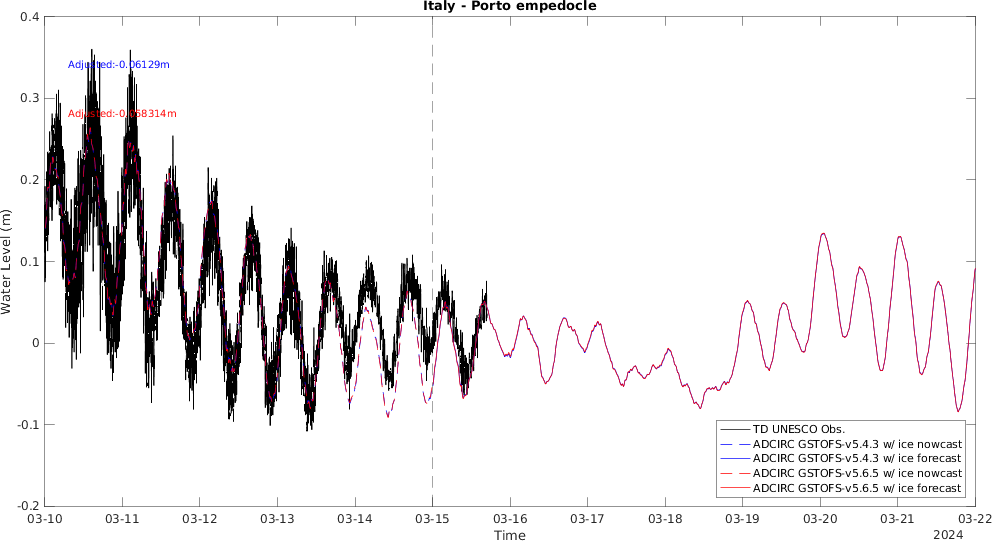 Italy - Porto empedocle
0.4
0.3
0.2
0.1
0
-0.1
-0.2
Water Level (m)
Adjusted:-0.06129m
Adjusted:-0.068314m
TD UNESCO Obs.
ADCIRC GSTOFS-v5.4.3 w/ ice nowcast
ADCIRC GSTOFS-v5.4.3 w/ ice forecast
ADCIRC GSTOFS-v5.6.5 w/ ice nowcast
ADCIRC GSTOFS-v5.6.5 w/ ice forecast
03-10 03-11 03-12 03-13 03-14 03-15 03-16 03-17 03-18 03-19 03-20 03-21 03-22
Time
2024